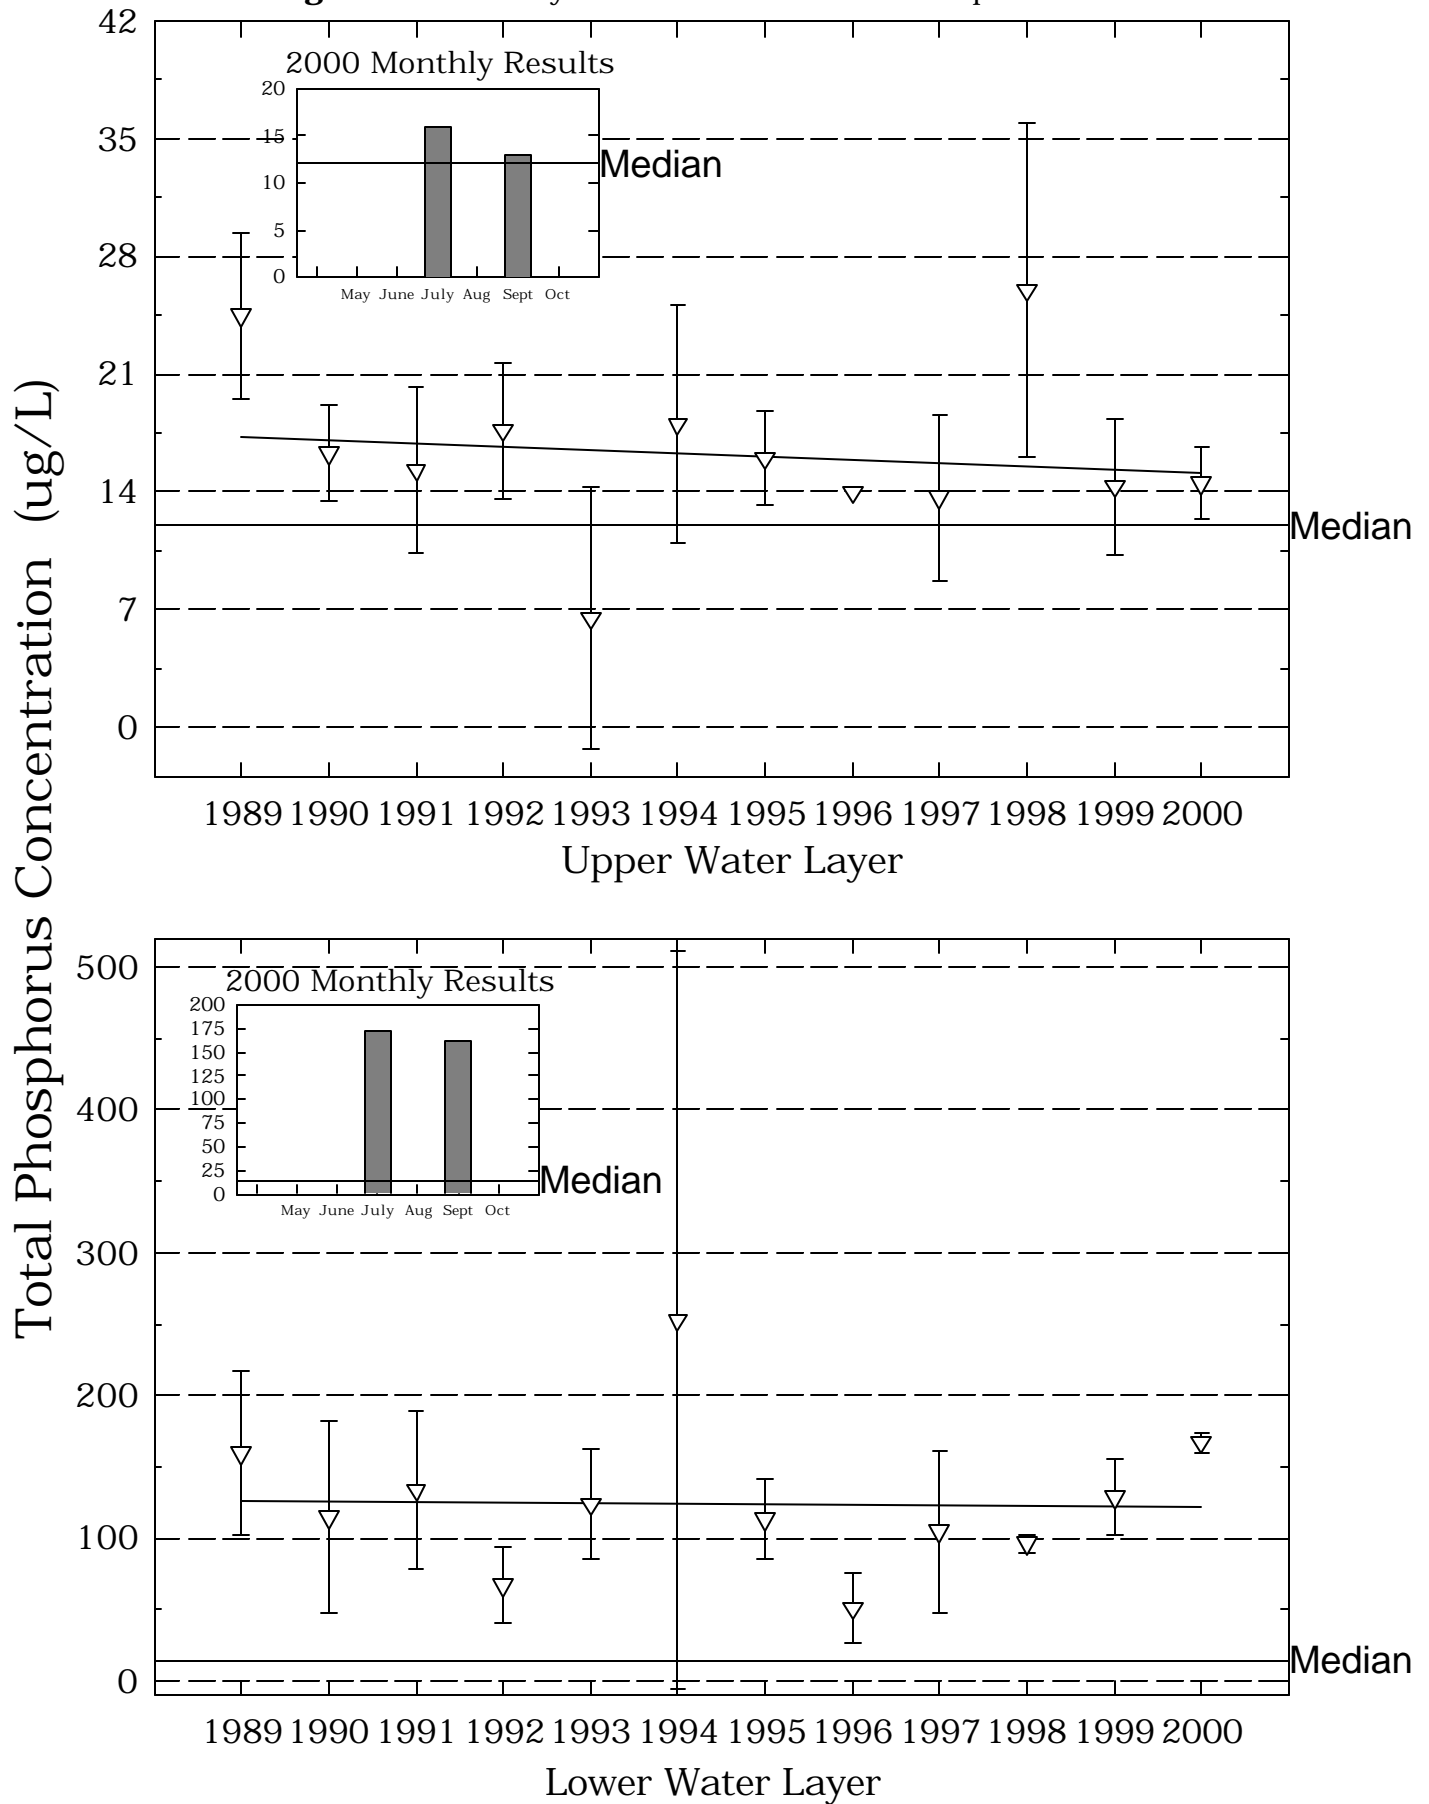 42
2000 Monthly Results
20
35
15
Median
10
5
28
0
May June July Aug Sept Oct
21
14
Median
7
0
1989 1990 1991 1992 1993 1994 1995 1996 1997 1998 1999 2000
Upper Water Layer
Total Phosphorus Concentration (ug/L)
500
2000 Monthly Results
200
175
150
125
100
400
75
50
25
Median
0
May June July Aug Sept Oct
300
200
100
Median
0
1989 1990 1991 1992 1993 1994 1995 1996 1997 1998 1999 2000
Lower Water Layer